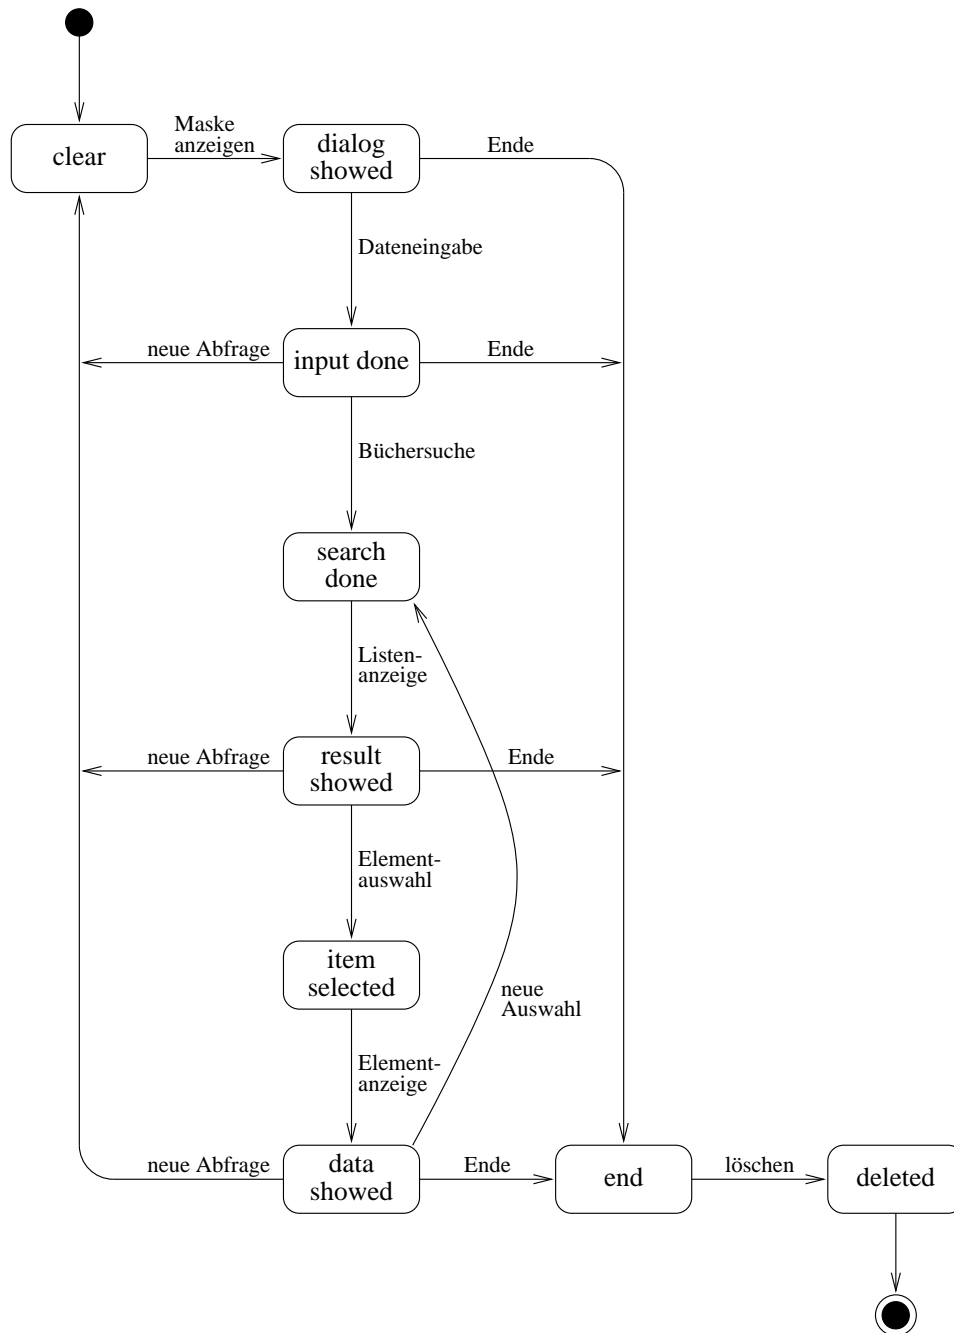 Maske
anzeigen
clear
dialog
showed
Ende
Dateneingabe
neue Abfrage
input done
Ende
Büchersuche
search
done
Listen-
anzeige
neue Abfrage
result
showed
Ende
Element-
auswahl
item
selected
neue
Auswahl
Element-
anzeige
neue Abfrage
data
showed
Ende
end
löschen
deleted